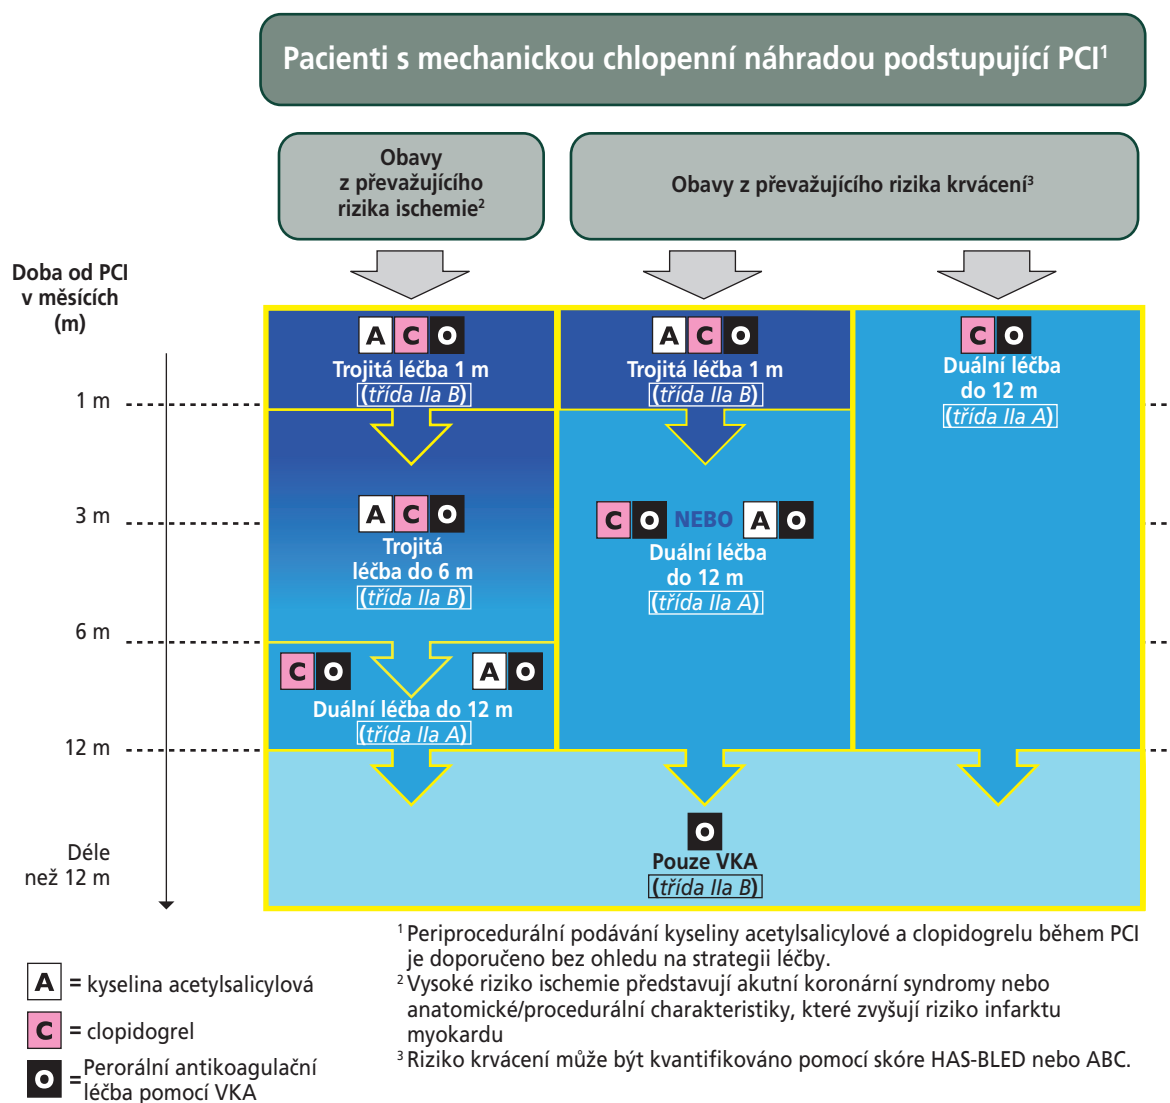 Pacienti s mechanickou chlopenní náhradou podstupující PCI¹
Obavy
z převažujícího
rizika ischemie²
Obavy z převažujícího rizika krvácení³
Doba od PCI
v měsících
(m)
A C O
Trojitá léčba 1 m
(třída IIa B)
A C O
Trojitá léčba 1 m
(třída IIa B)
C O
Duální léčba
do 12 m
(třída IIa A)
1 m
3 m
A C O
Trojitá
léčba do 6 m
(třída IIa B)
C O NEBO A O
Duální léčba
do 12 m
(třída IIa A)
6 m
C O A O
Duální léčba do 12 m
(třída IIa A)
12 m
Déle
než 12 m
O
Pouze VKA
(třída IIa B)
¹ Periprocedurální podávání kyseliny acetylsalicylové a clopidogrelu během PCI
je doporučeno bez ohledu na strategii léčby.
² Vysoké riziko ischemie představují akutní koronární syndromy nebo
anatomické/procedurální charakteristiky, které zvyšují riziko infarktu
myokardu
³ Riziko krvácení může být kvantifikováno pomocí skóre HAS-BLED nebo ABC.
A = kyselina acetylsalicylová
C = clopidogrel
O = Perorální antikoagulační
léčba pomocí VKA